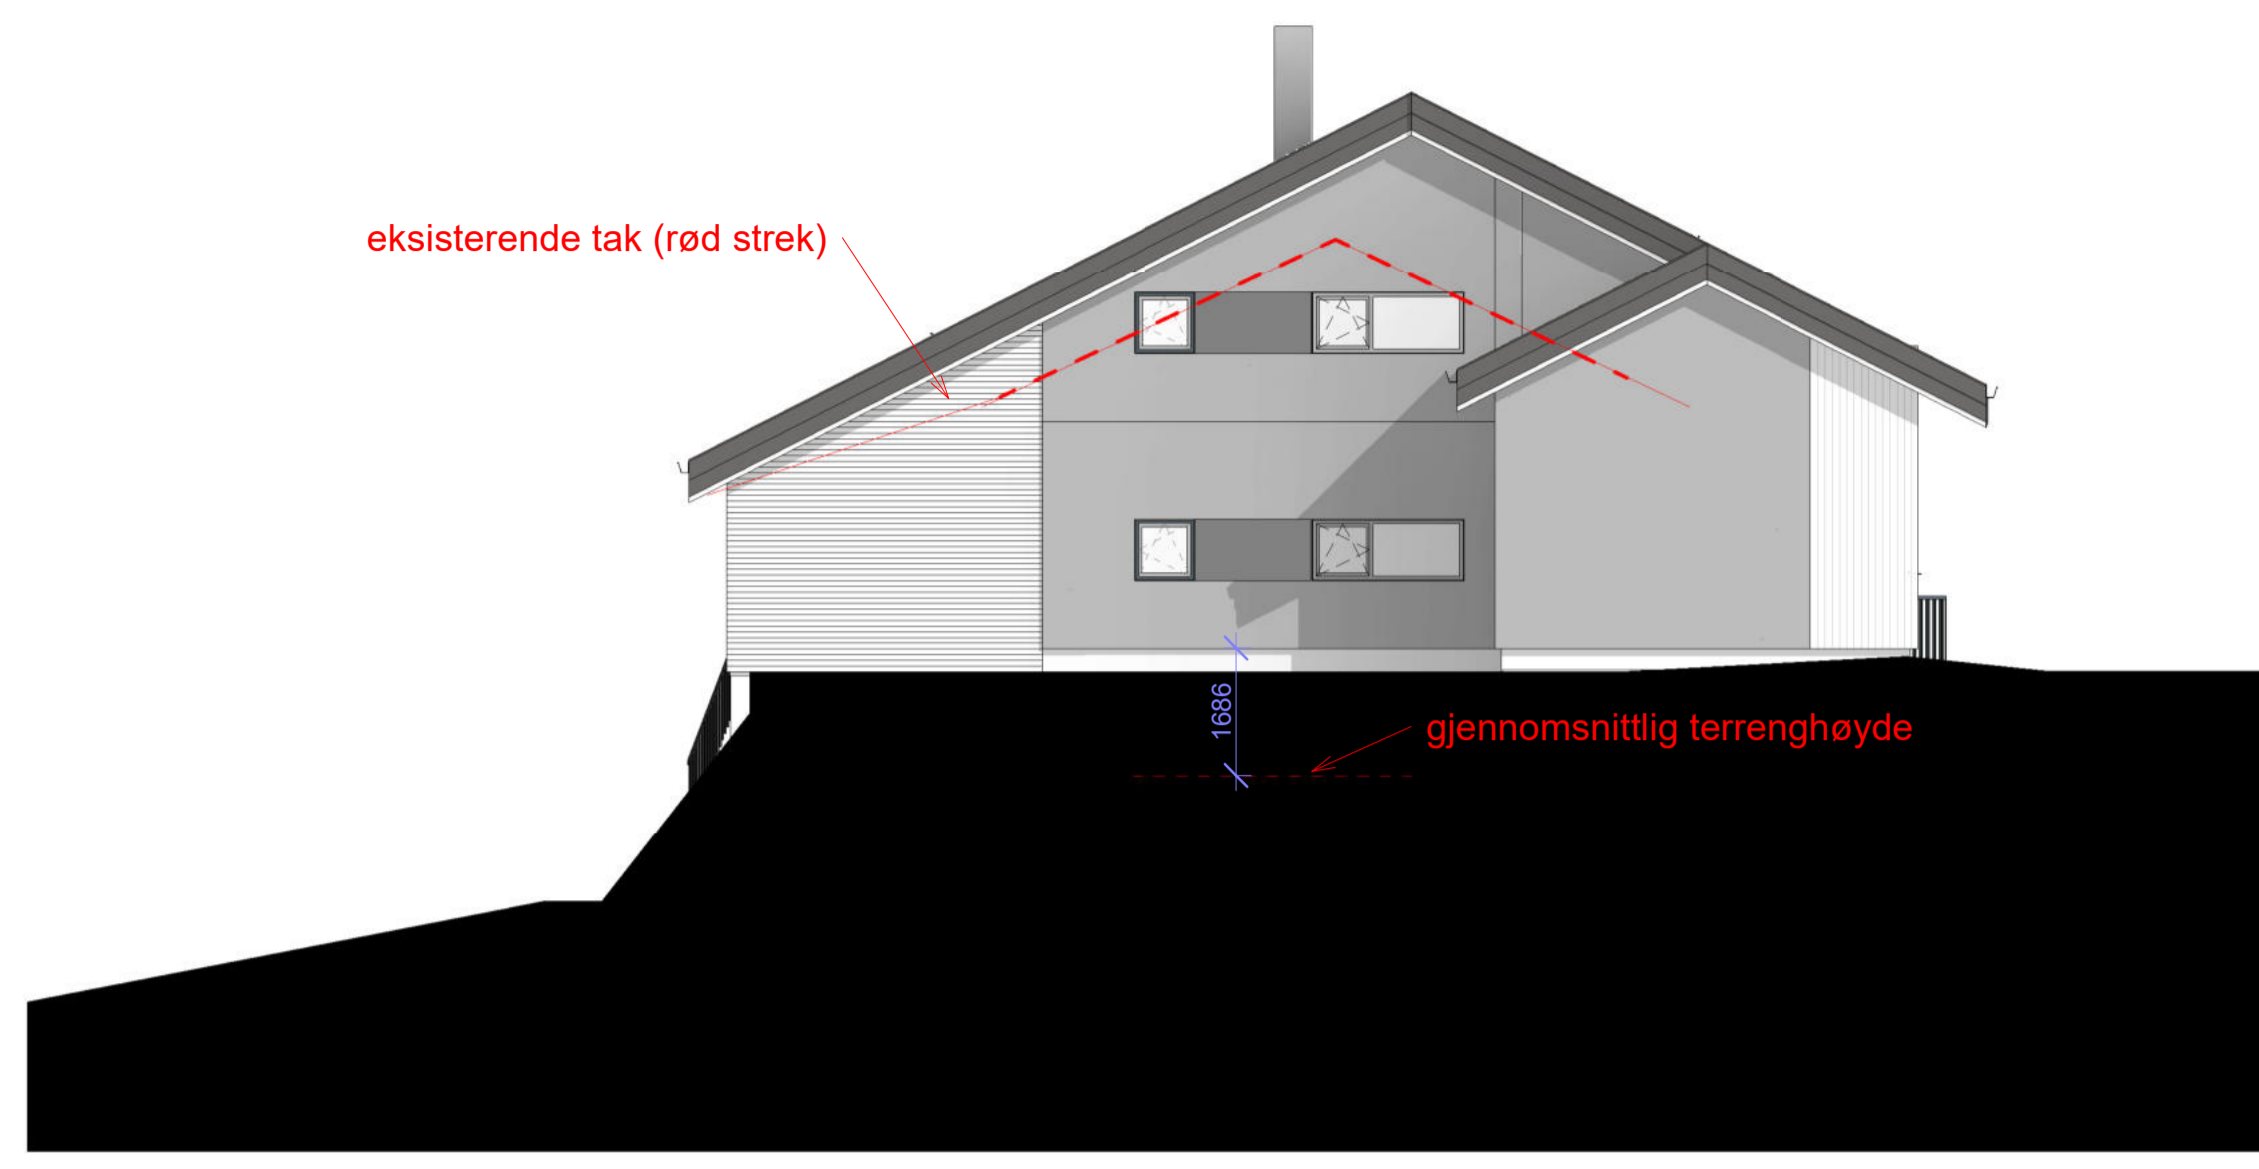 eksisterende tak (rød strek)
1686
gjennomsnittlig terrenghøyde